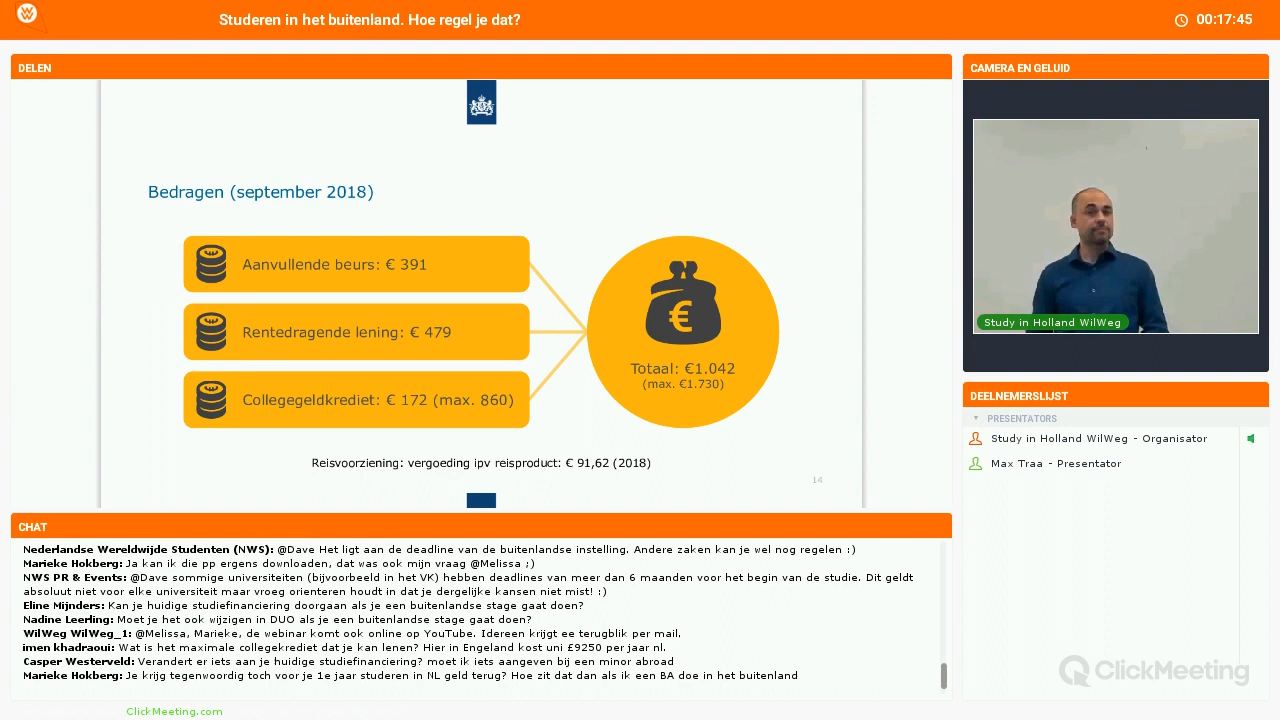 Studeren in het buitenland. Hoe regel je dat?
00:17:45
DELEN
Bedragen (september 2018)
Aanvullende beurs: € 391
Rentedragende lening: € 479
Collegegeldkrediet: € 172 (max. 860)
€
Totaal: €1.042
(max. €1.730)
Reisvoorziening: vergoeding ipv reisproduct: € 91,62 (2018)
14
CAMERA EN GELUID
Study in Holland WilWeg
DEELNEMERSLIJST
PRESENTATORS
Study in Holland WilWeg - Organisator
Max Traa - Presentator
CHAT
Nederlandse Wereldwijde Studenten (NWS): @Dave Het ligt aan de deadline van de buitenlandse instelling. Andere zaken kan je wel nog regelen :)
Marieke Hokberg: Ja kan ik die pp ergens downloaden, dat was ook mijn vraag @Melissa ;)
NWS PR & Events: @Dave sommige universiteiten (bijvoorbeeld in het VK) hebben deadlines van meer dan 6 maanden voor het begin van de studie. Dit geldt
absoluut niet voor elke universiteit maar vroeg orienteren houdt in dat je dergelijke kansen niet mist! :)
Eline Mijnders: Kan je huidige studiefinanciering doorgaan als je een buitenlandse stage gaat doen?
Nadine Leerling: Moet je het ook wijzigen in DUO als je een buitenlandse stage gaat doen?
WilWeg WilWeg_1: @Melissa, Marieke, de webinar komt ook online op YouTube. Idereen krijgt ee terugblik per mail.
imen khadraoui: Wat is het maximale collegekrediet dat je kan lenen? Hier in Engeland kost uni £9250 per jaar nl.
Casper Westerveld: Verandert er iets aan je huidige studiefinanciering? moet ik iets aangeven bij een minor abroad
Marieke Hokberg: Je krijg tegenwoordig toch voor je 1e jaar studeren in NL geld terug? Hoe zit dat dan als ik een BA doe in het buitenland
ClickMeeting
ClickMeeting.com